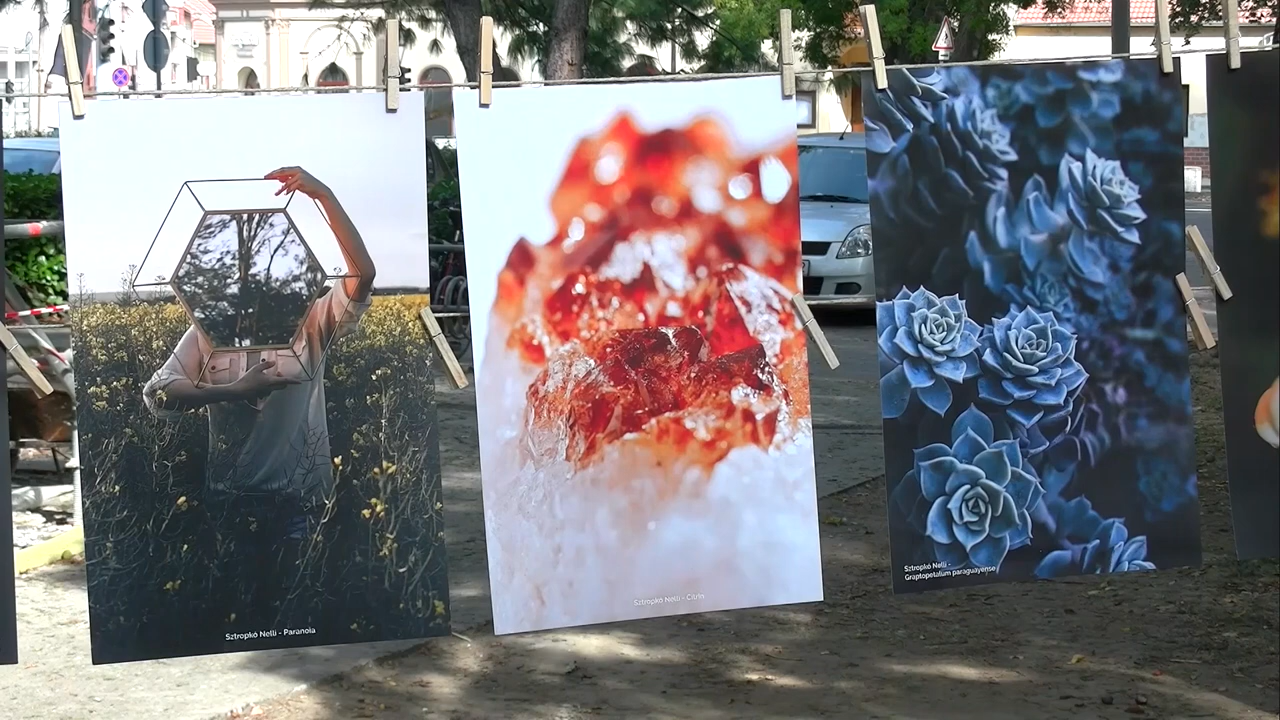 Sztropkó Nelli - Paranoia
Sztropkó Nelli - Citrin
Sztropkó Nelli -
Graptopetalum paraguayense